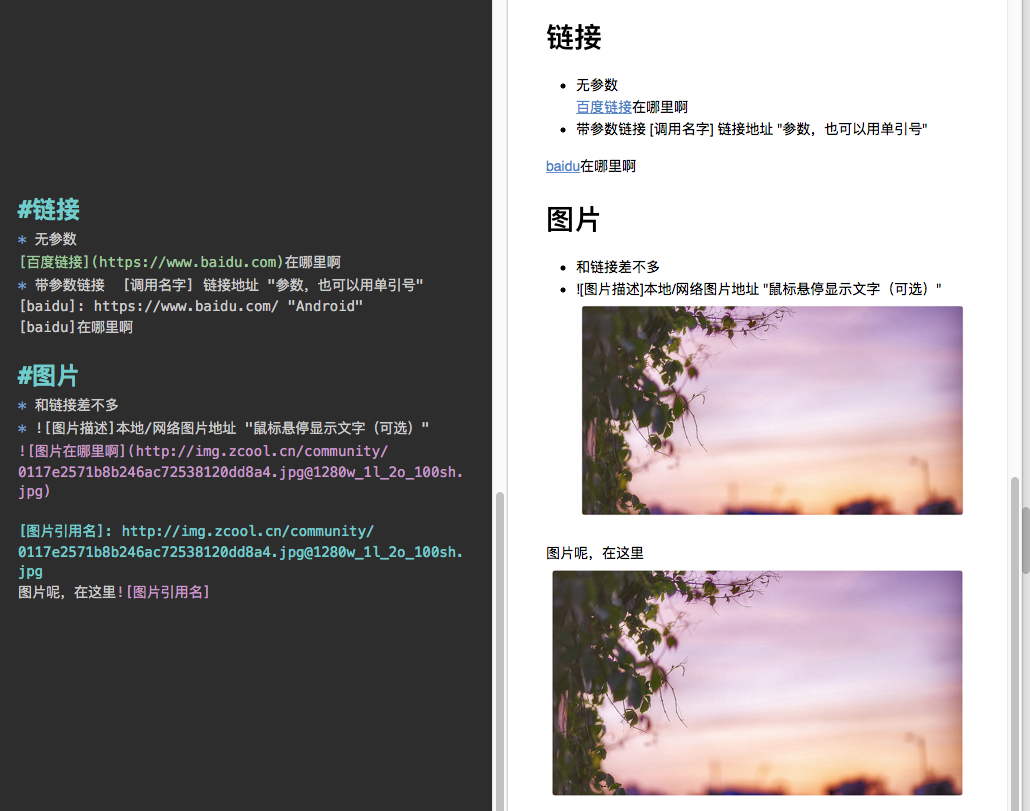 #链接
* 无参数
[百度链接](https://www.baidu.com)在哪里啊
* 带参数链接  [调用名字] 链接地址 "参数，也可以用单引号"
[baidu]: https://www.baidu.com/ "Android"
[baidu]在哪里啊
#图片
* 和链接差不多
* ![图片描述]本地/网络图片地址 "鼠标悬停显示文字（可选）"
![图片在哪里啊](http://img.zcool.cn/community/
0117e2571b8b246ac72538120dd8a4.jpg@1280w_1l_2o_100sh.
jpg)
[图片引用名]: http://img.zcool.cn/community/
0117e2571b8b246ac72538120dd8a4.jpg@1280w_1l_2o_100sh.
jpg
图片呢，在这里![图片引用名]
链接
• 无参数
百度链接在哪里啊
• 带参数链接 [调用名字] 链接地址 "参数，也可以用单引号"
baidu在哪里啊
图片
• 和链接差不多
• ![图片描述]本地/网络图片地址 "鼠标悬停显示文字（可选）"
图片呢，在这里